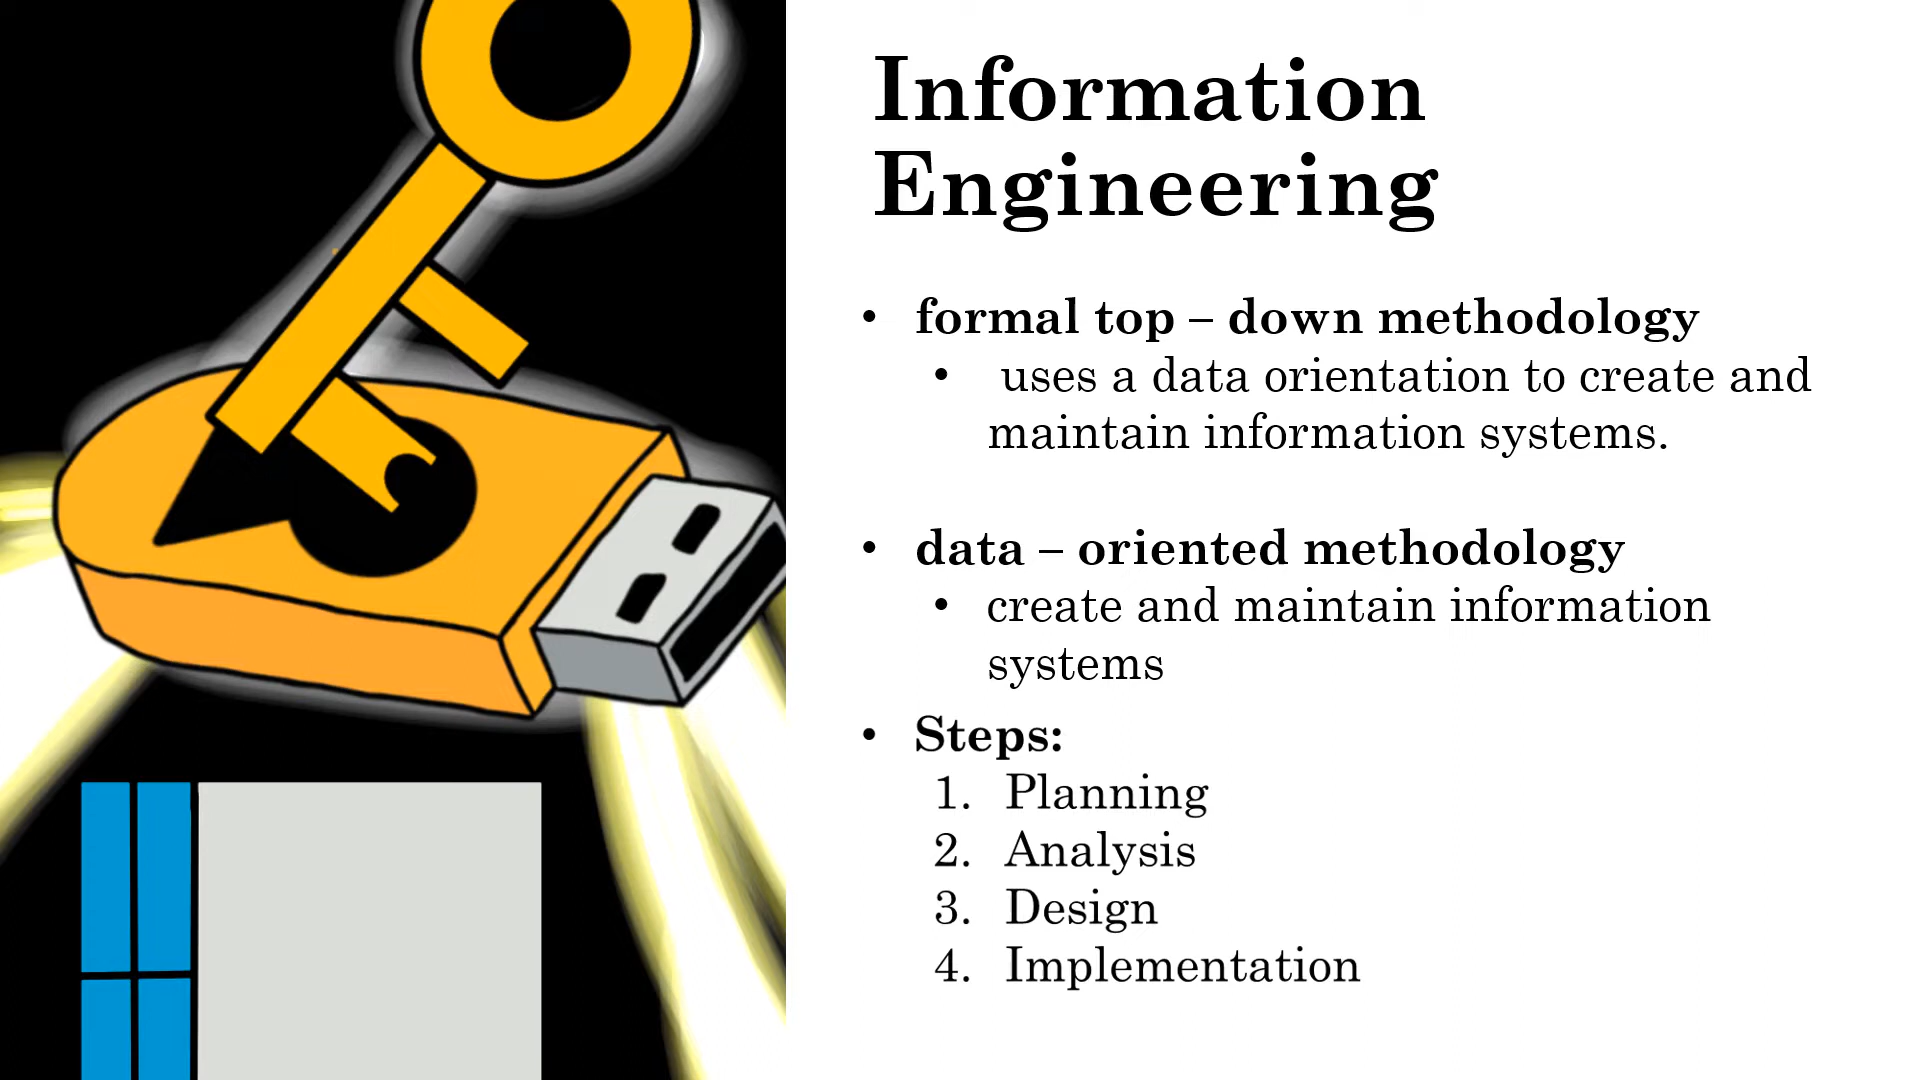 Information
Engineering
• formal top – down methodology
• uses a data orientation to create and
maintain information systems.
• data – oriented methodology
• create and maintain information
systems
• Steps:
1. Planning
2. Analysis
3. Design
4. Implementation